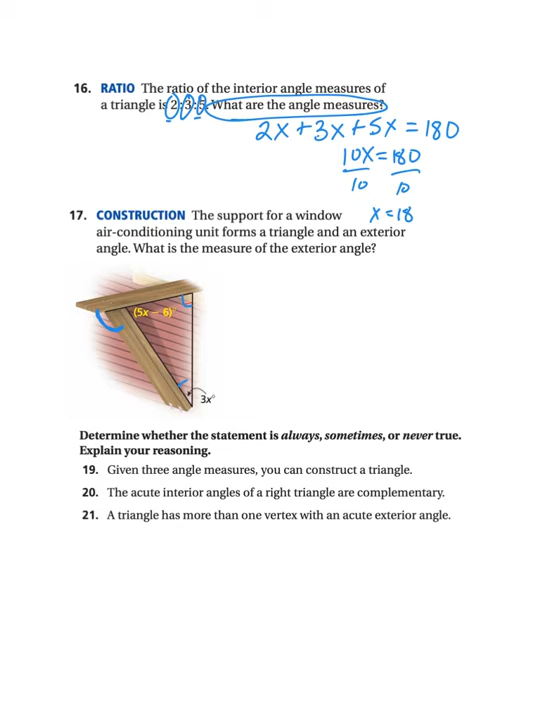 16. RATIO The ratio of the interior angle measures of
a triangle is 2 : 3 : 5. What are the angle measures?
2x + 3x + 5x = 180
10x = 180
10 10
x = 18
17. CONSTRUCTION The support for a window
air-conditioning unit forms a triangle and an exterior
angle. What is the measure of the exterior angle?
(5x − 6)°
3x°
Determine whether the statement is always, sometimes, or never true.
Explain your reasoning.
19. Given three angle measures, you can construct a triangle.
20. The acute interior angles of a right triangle are complementary.
21. A triangle has more than one vertex with an acute exterior angle.